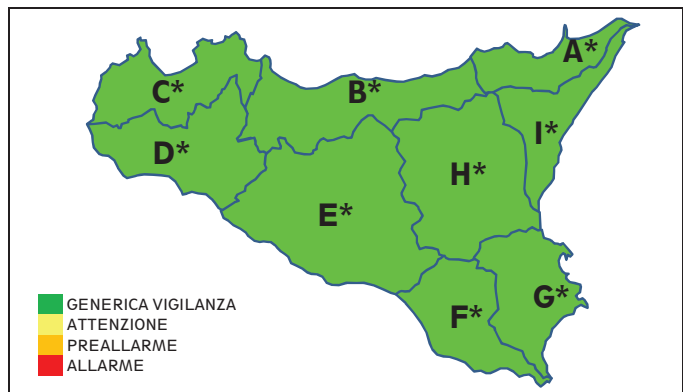 A*
B*
C*
I*
D*
H*
E*
G*
F*
GENERICA VIGILANZA
ATTENZIONE
PREALLARME
ALLARME